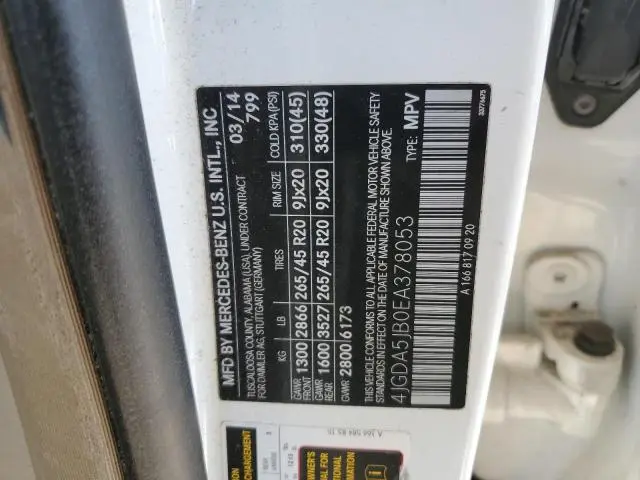 MFD BY MERCEDES-BENZ U.S. INTL., INC
TUSCALOOSA COUNTY, ALABAMA (USA), UNDER CONTRACT 03/14
FOR DAIMLER AG, STUTTGART (GERMANY) 799
KG LB TIRES RIM SIZE COLD KPA (PSI)
GAWR FRONT 1300 2866 265/45 R20 9Jx20 310(45)
GAWR REAR 1600 3527 265/45 R20 9Jx20 330(48)
GVWR 2800 6173
THIS VEHICLE CONFORMS TO ALL APPLICABLE FEDERAL MOTOR VEHICLE SAFETY
STANDARDS IN EFFECT ON THE DATE OF MANUFACTURE SHOWN ABOVE.
4JGDA5JB0EA378053 TYPE: MPV
A 166 817 09 20